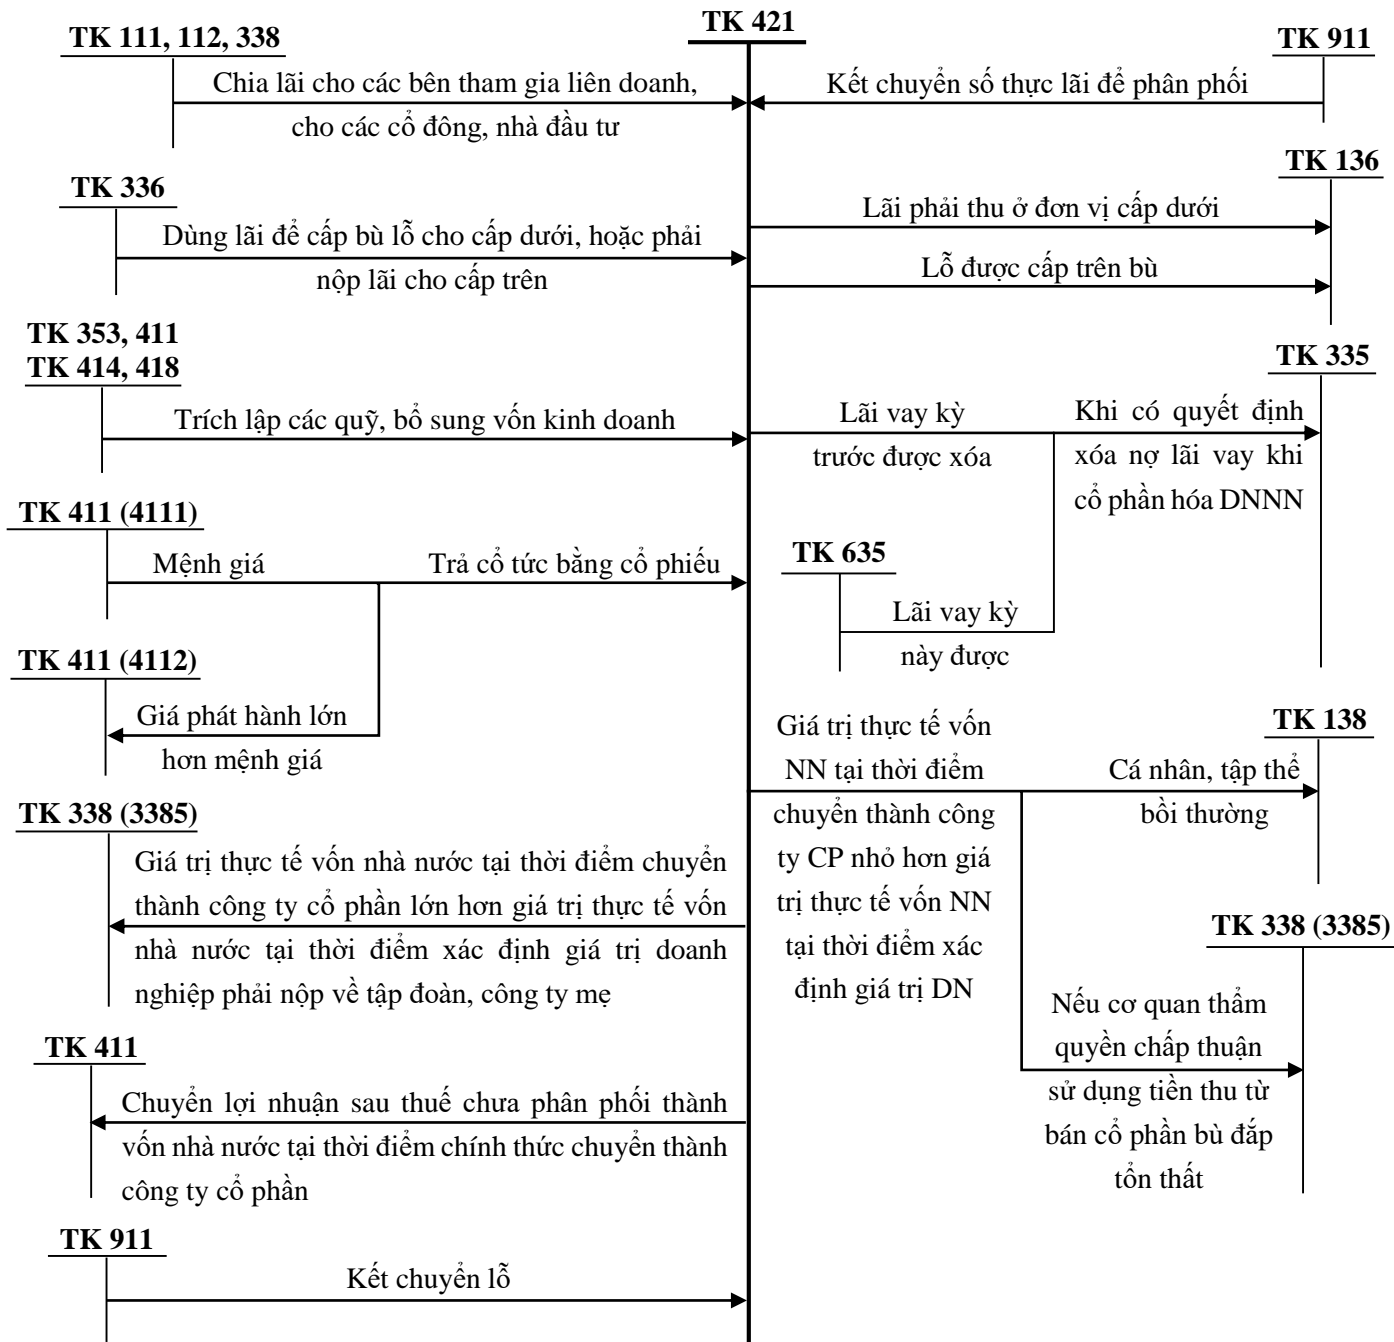 TK 421
TK 111, 112, 338
Chia lãi cho các bên tham gia liên doanh,
cho các cổ đông, nhà đầu tư
TK 336
Dùng lãi để cấp bù lỗ cho cấp dưới, hoặc phải
nộp lãi cho cấp trên
TK 353, 411
TK 414, 418
Trích lập các quỹ, bổ sung vốn kinh doanh
TK 411 (4111)
Mệnh giá
Trả cổ tức bằng cổ phiếu
TK 411 (4112)
Giá phát hành lớn
hơn mệnh giá
TK 338 (3385)
Giá trị thực tế vốn nhà nước tại thời điểm chuyển
thành công ty cổ phần lớn hơn giá trị thực tế vốn
nhà nước tại thời điểm xác định giá trị doanh
nghiệp phải nộp về tập đoàn, công ty mẹ
TK 411
Chuyển lợi nhuận sau thuế chưa phân phối thành
vốn nhà nước tại thời điểm chính thức chuyển thành
công ty cổ phần
TK 911
Kết chuyển lỗ
TK 911
Kết chuyển số thực lãi để phân phối
TK 136
Lãi phải thu ở đơn vị cấp dưới
Lỗ được cấp trên bù
TK 335
Lãi vay kỳ
trước được xóa
Khi có quyết định
xóa nợ lãi vay khi
cổ phần hóa DNNN
TK 635
Lãi vay kỳ
này được
Giá trị thực tế vốn
NN tại thời điểm
chuyển thành công
ty CP nhỏ hơn giá
trị thực tế vốn NN
tại thời điểm xác
định giá trị DN
TK 138
Cá nhân, tập thể
bồi thường
TK 338 (3385)
Nếu cơ quan thẩm
quyền chấp thuận
sử dụng tiền thu từ
bán cổ phần bù đắp
tổn thất